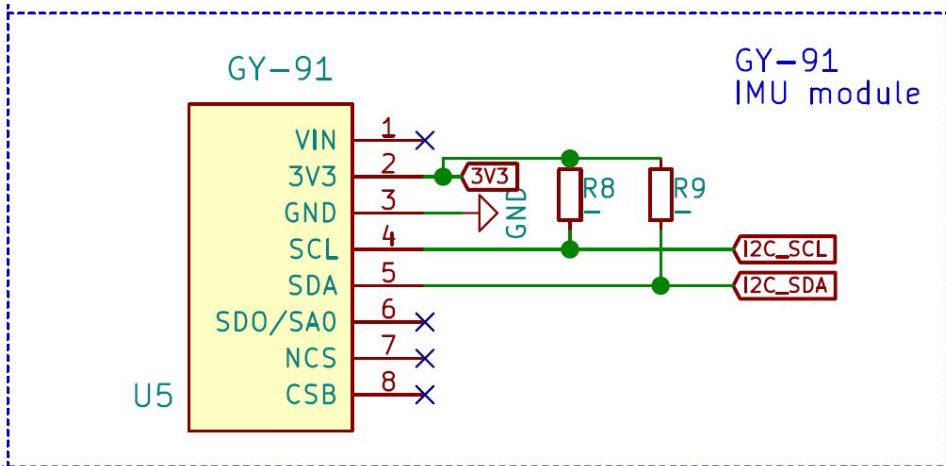 GY-91
GY-91
IMU module
VIN 1
3V3 2
3V3
GND 3
GND
SCL 4
SDA 5
SDO/SA0 6
NCS 7
CSB 8
R8
–
R9
–
I2C_SCL
I2C_SDA
U5